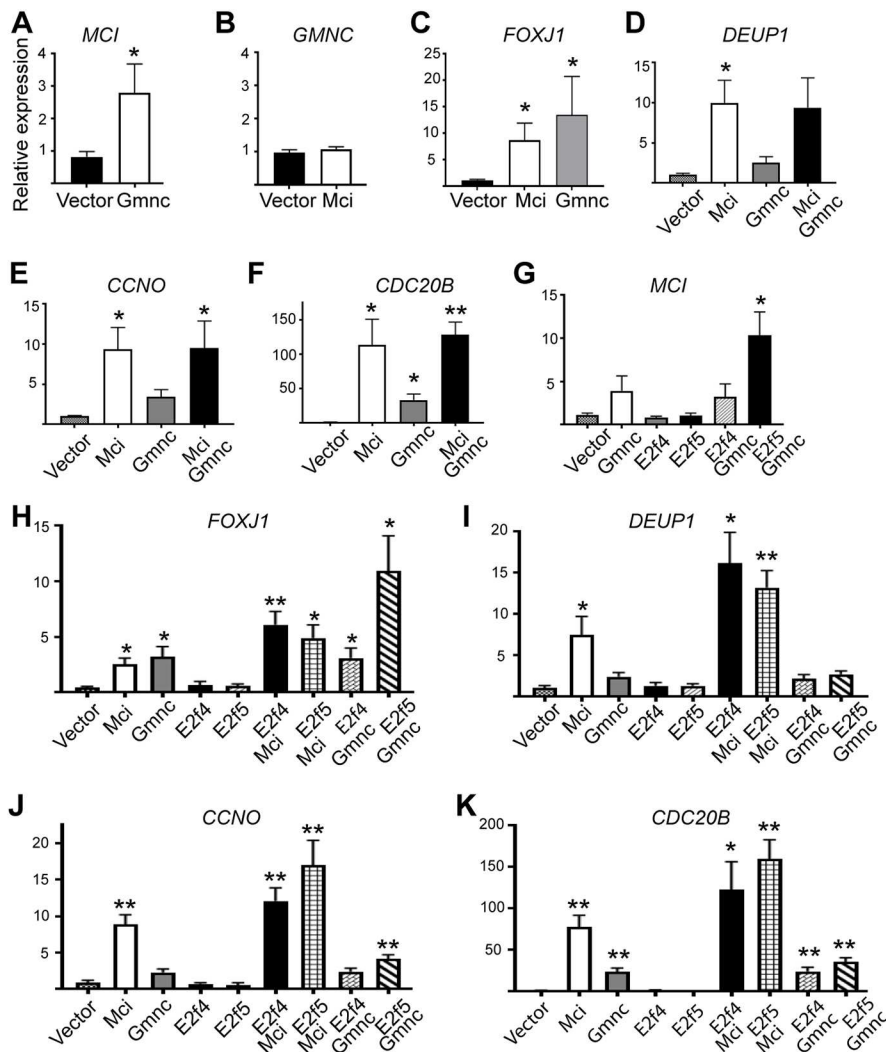 A MCI
Relative expression
4
3
2
1
*
Vector Gmnc
B GMNC
4
3
2
1
Vector Mci
C FOXJ1
25
20
15
10
5
* *
Vector Mci Gmnc
D DEUP1
15
10
5
*
Vector Mci Gmnc Mci Gmnc
E CCNO
15
10
5
* *
Vector Mci Gmnc Mci Gmnc
F CDC20B
150
100
50
* * **
Vector Mci Gmnc Mci Gmnc
G MCI
15
10
5
*
Vector Gmnc E2f4 E2f5 E2f4 Gmnc E2f5 Gmnc
H FOXJ1
15
10
5
* * ** * * *
Vector Mci Gmnc E2f4 E2f5 E2f4 Mci E2f5 Mci E2f4 Gmnc E2f5 Gmnc
I DEUP1
20
15
10
5
* * **
Vector Mci Gmnc E2f4 E2f5 E2f4 Mci E2f5 Mci E2f4 Gmnc E2f5 Gmnc
J CCNO
20
15
10
5
** ** ** **
Vector Mci Gmnc E2f4 E2f5 E2f4 Mci E2f5 Mci E2f4 Gmnc E2f5 Gmnc
K CDC20B
200
150
100
50
** ** * ** ** **
Vector Mci Gmnc E2f4 E2f5 E2f4 Mci E2f5 Mci E2f4 Gmnc E2f5 Gmnc